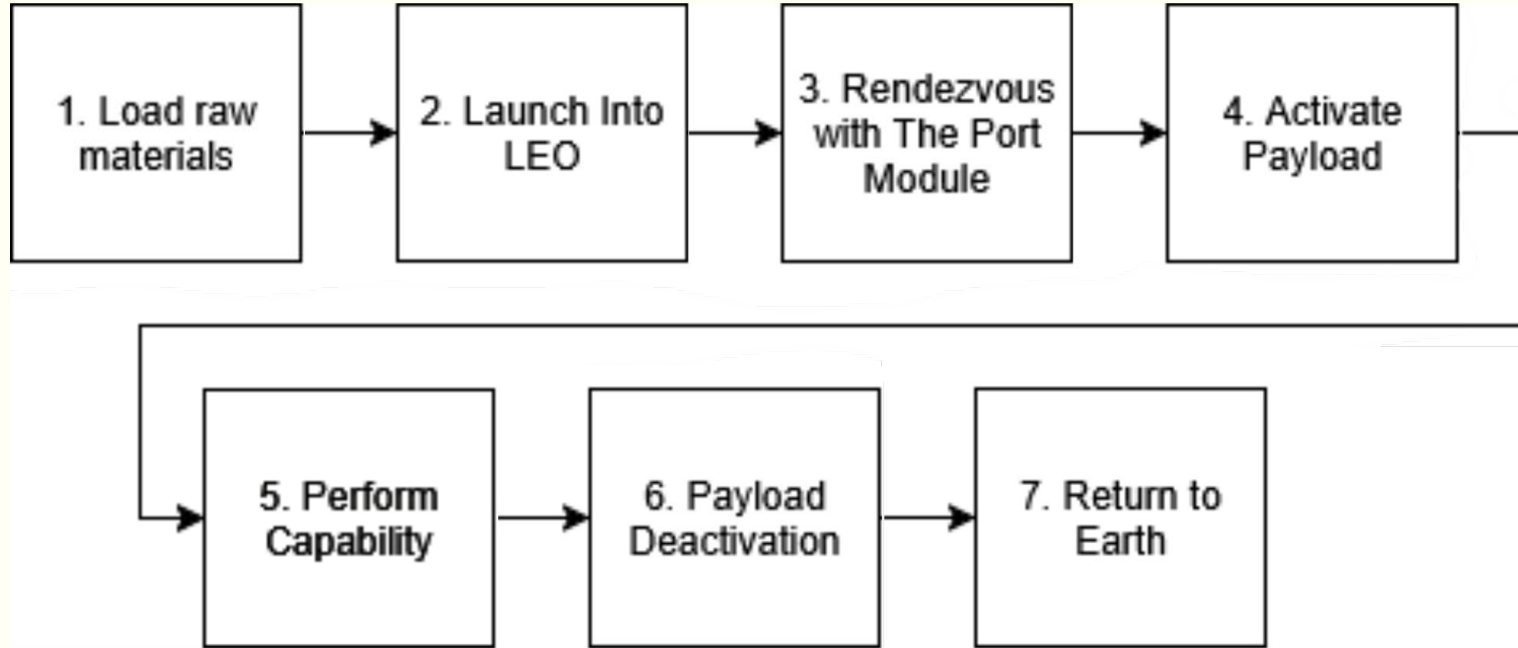 1. Load raw
materials
2. Launch Into
LEO
3. Rendezvous
with The Port
Module
4. Activate
Payload
5. Perform
Capability
6. Payload
Deactivation
7. Return to
Earth